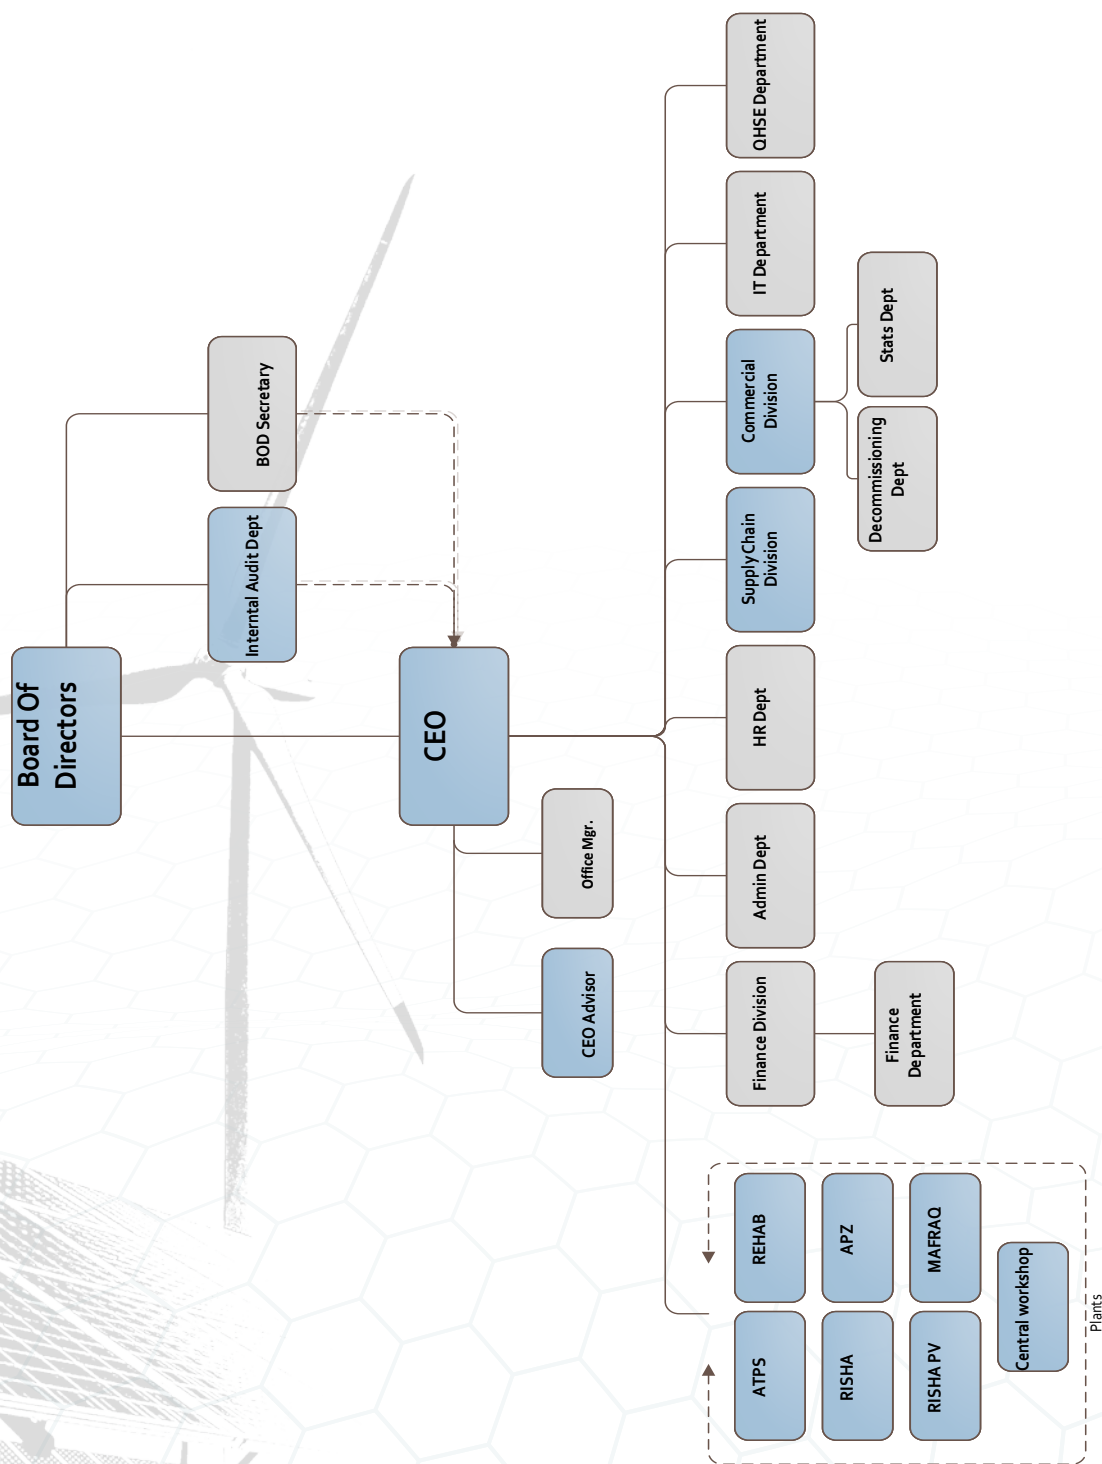 Board Of
Directors
Interntal Audit Dept
BOD Secretary
CEO
CEO Advisor
Office Mgr.
ATPS
REHAB
RISHA
APZ
RISHA PV
MAFRAQ
Central workshop
Plants
Finance Division
Finance
Department
Admin Dept
HR Dept
Supply Chain
Division
Commercial
Division
Decommissioning
Dept
Stats Dept
IT Department
QHSE Department